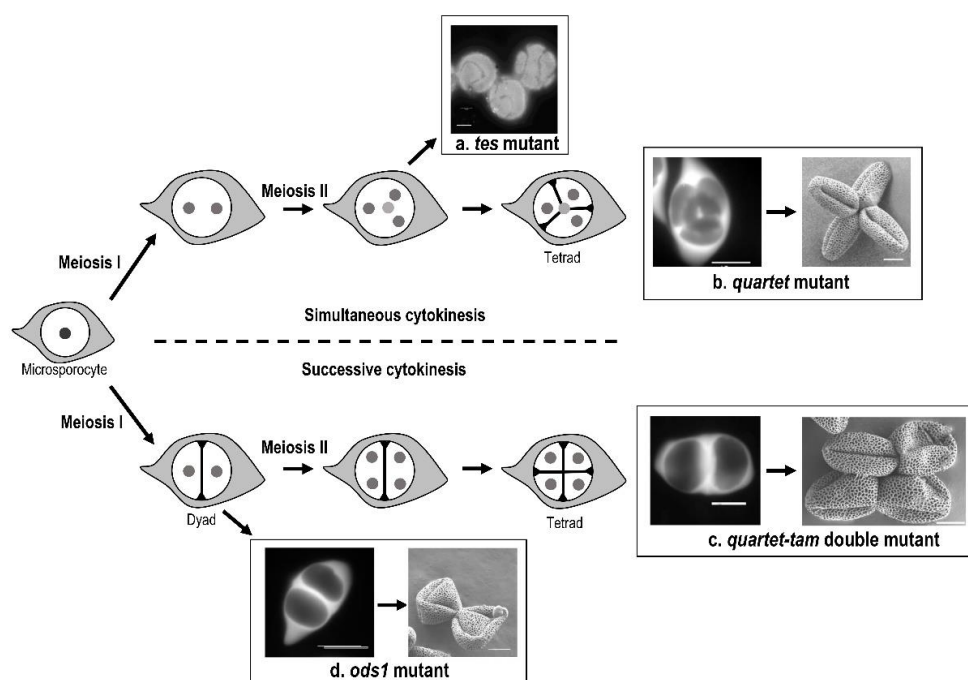 a. tes mutant
Meiosis II
Meiosis I
Tetrad
b. quartet mutant
Simultaneous cytokinesis
Microsporocyte
Successive cytokinesis
Meiosis I
Meiosis II
Dyad
Tetrad
c. quartet-tam double mutant
d. ods1 mutant